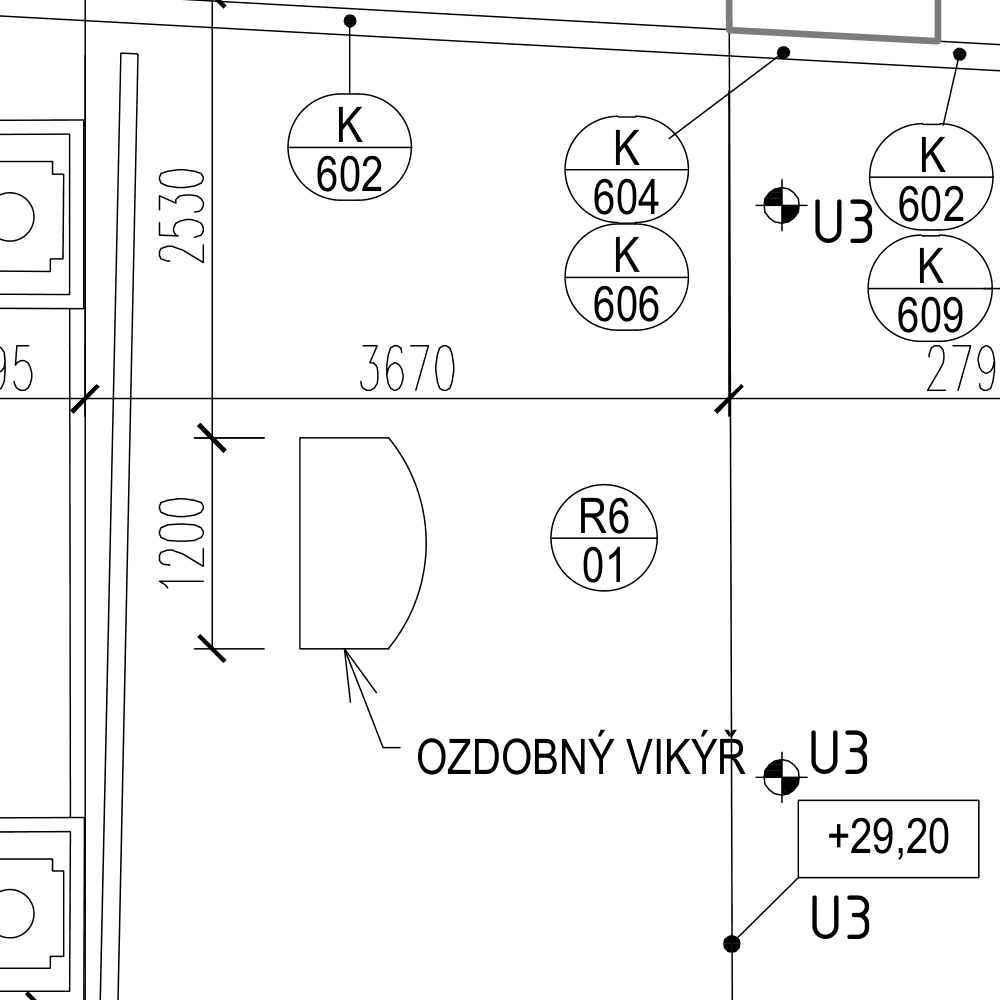 K
602
K
604
K
606
K
602
K
609
U3
2530
95
3670
279
1200
R6
01
OZDOBNÝ VIKÝŘ
U3
+29,20
U3